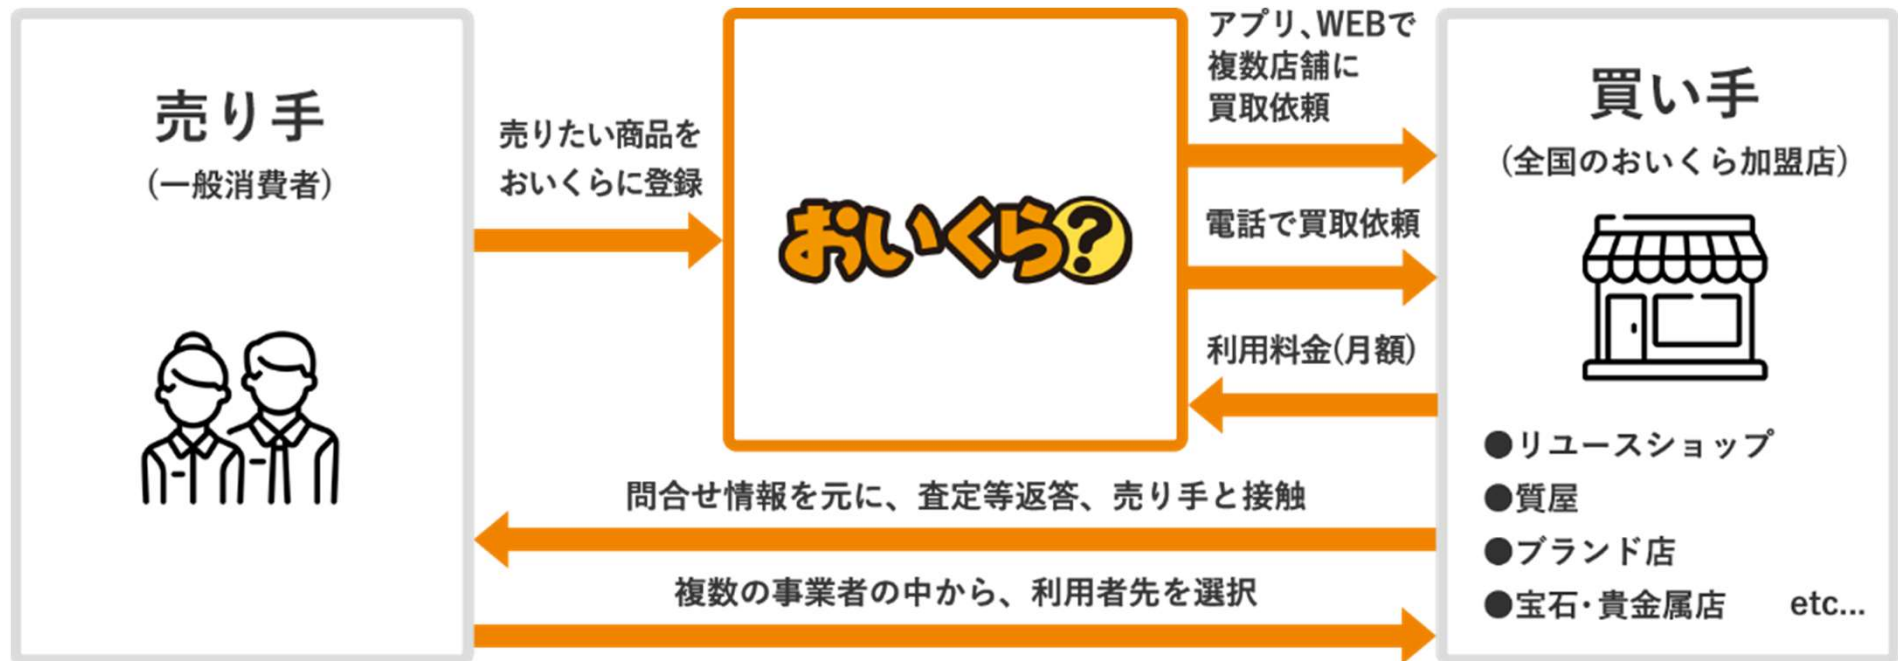 売り手
(一般消費者)
売りたい商品を
おいくらに登録
おいくら?
アプリ、WEBで
複数店舗に
買取依頼
電話で買取依頼
利用料金(月額)
買い手
(全国のおいくら加盟店)
●リユースショップ
●質屋
●ブランド店
●宝石・貴金属店 etc...
問合せ情報を元に、査定等返答、売り手と接触
複数の事業者の中から、利用者先を選択